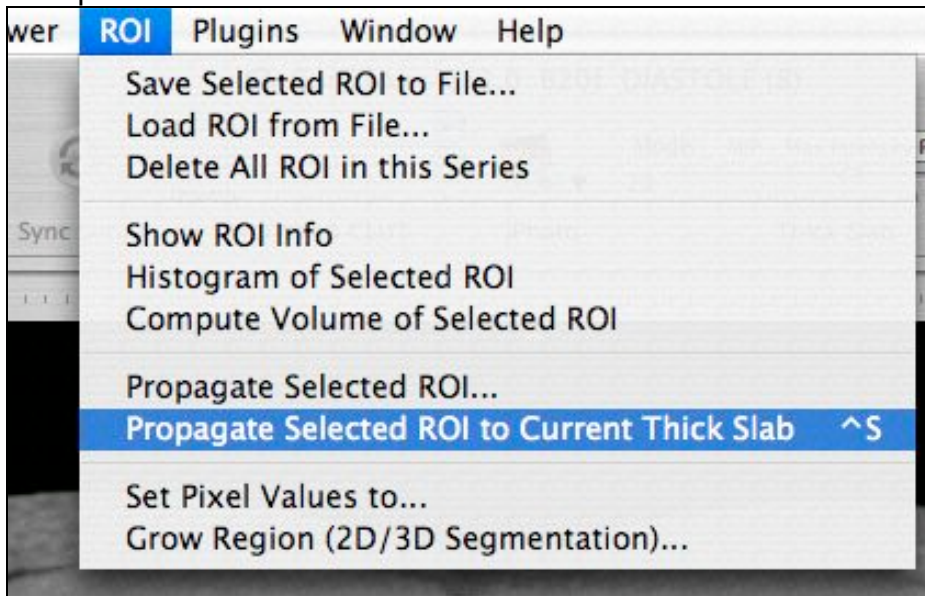 wer ROI Plugins Window Help
Save Selected ROI to File...
Load ROI from File...
Delete All ROI in this Series
Sync
Show ROI Info
Histogram of Selected ROI
Compute Volume of Selected ROI
Propagate Selected ROI...
Propagate Selected ROI to Current Thick Slab ^S
Set Pixel Values to...
Grow Region (2D/3D Segmentation)...